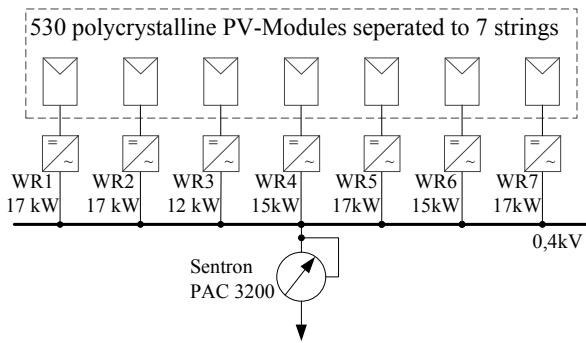 530 polycrystalline PV-Modules seperated to 7 strings
= ~ = ~ = ~ = ~ = ~ = ~ = ~
WR1 WR2 WR3 WR4 WR5 WR6 WR7
17 kW 17 kW 12 kW 15kW 17kW 15kW 17kW
0,4kV
Sentron
PAC 3200